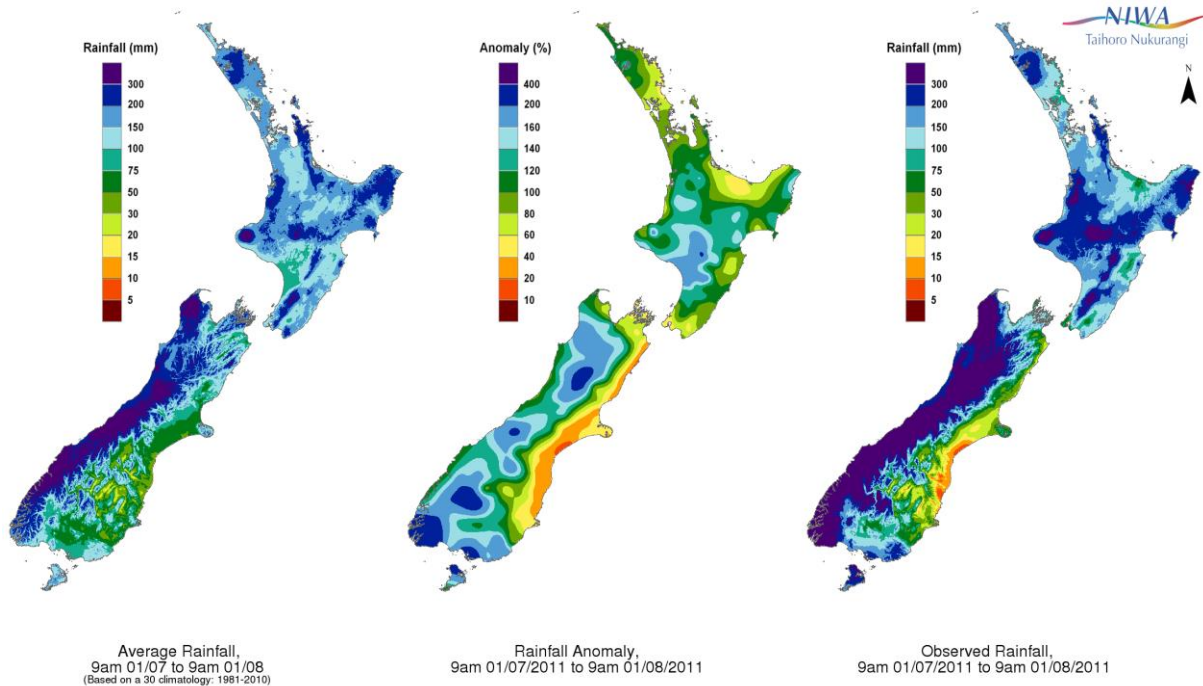 NIWA
Taihoro Nukurangi
N
Rainfall (mm)
300
200
150
100
75
50
30
20
15
10
5
Anomaly (%)
400
200
160
140
120
100
80
60
40
20
10
Rainfall (mm)
300
200
150
100
75
50
30
20
15
10
5
Average Rainfall,
9am 01/07 to 9am 01/08
(Based on a 30 climatology: 1981-2010)
Rainfall Anomaly,
9am 01/07/2011 to 9am 01/08/2011
Observed Rainfall,
9am 01/07/2011 to 9am 01/08/2011